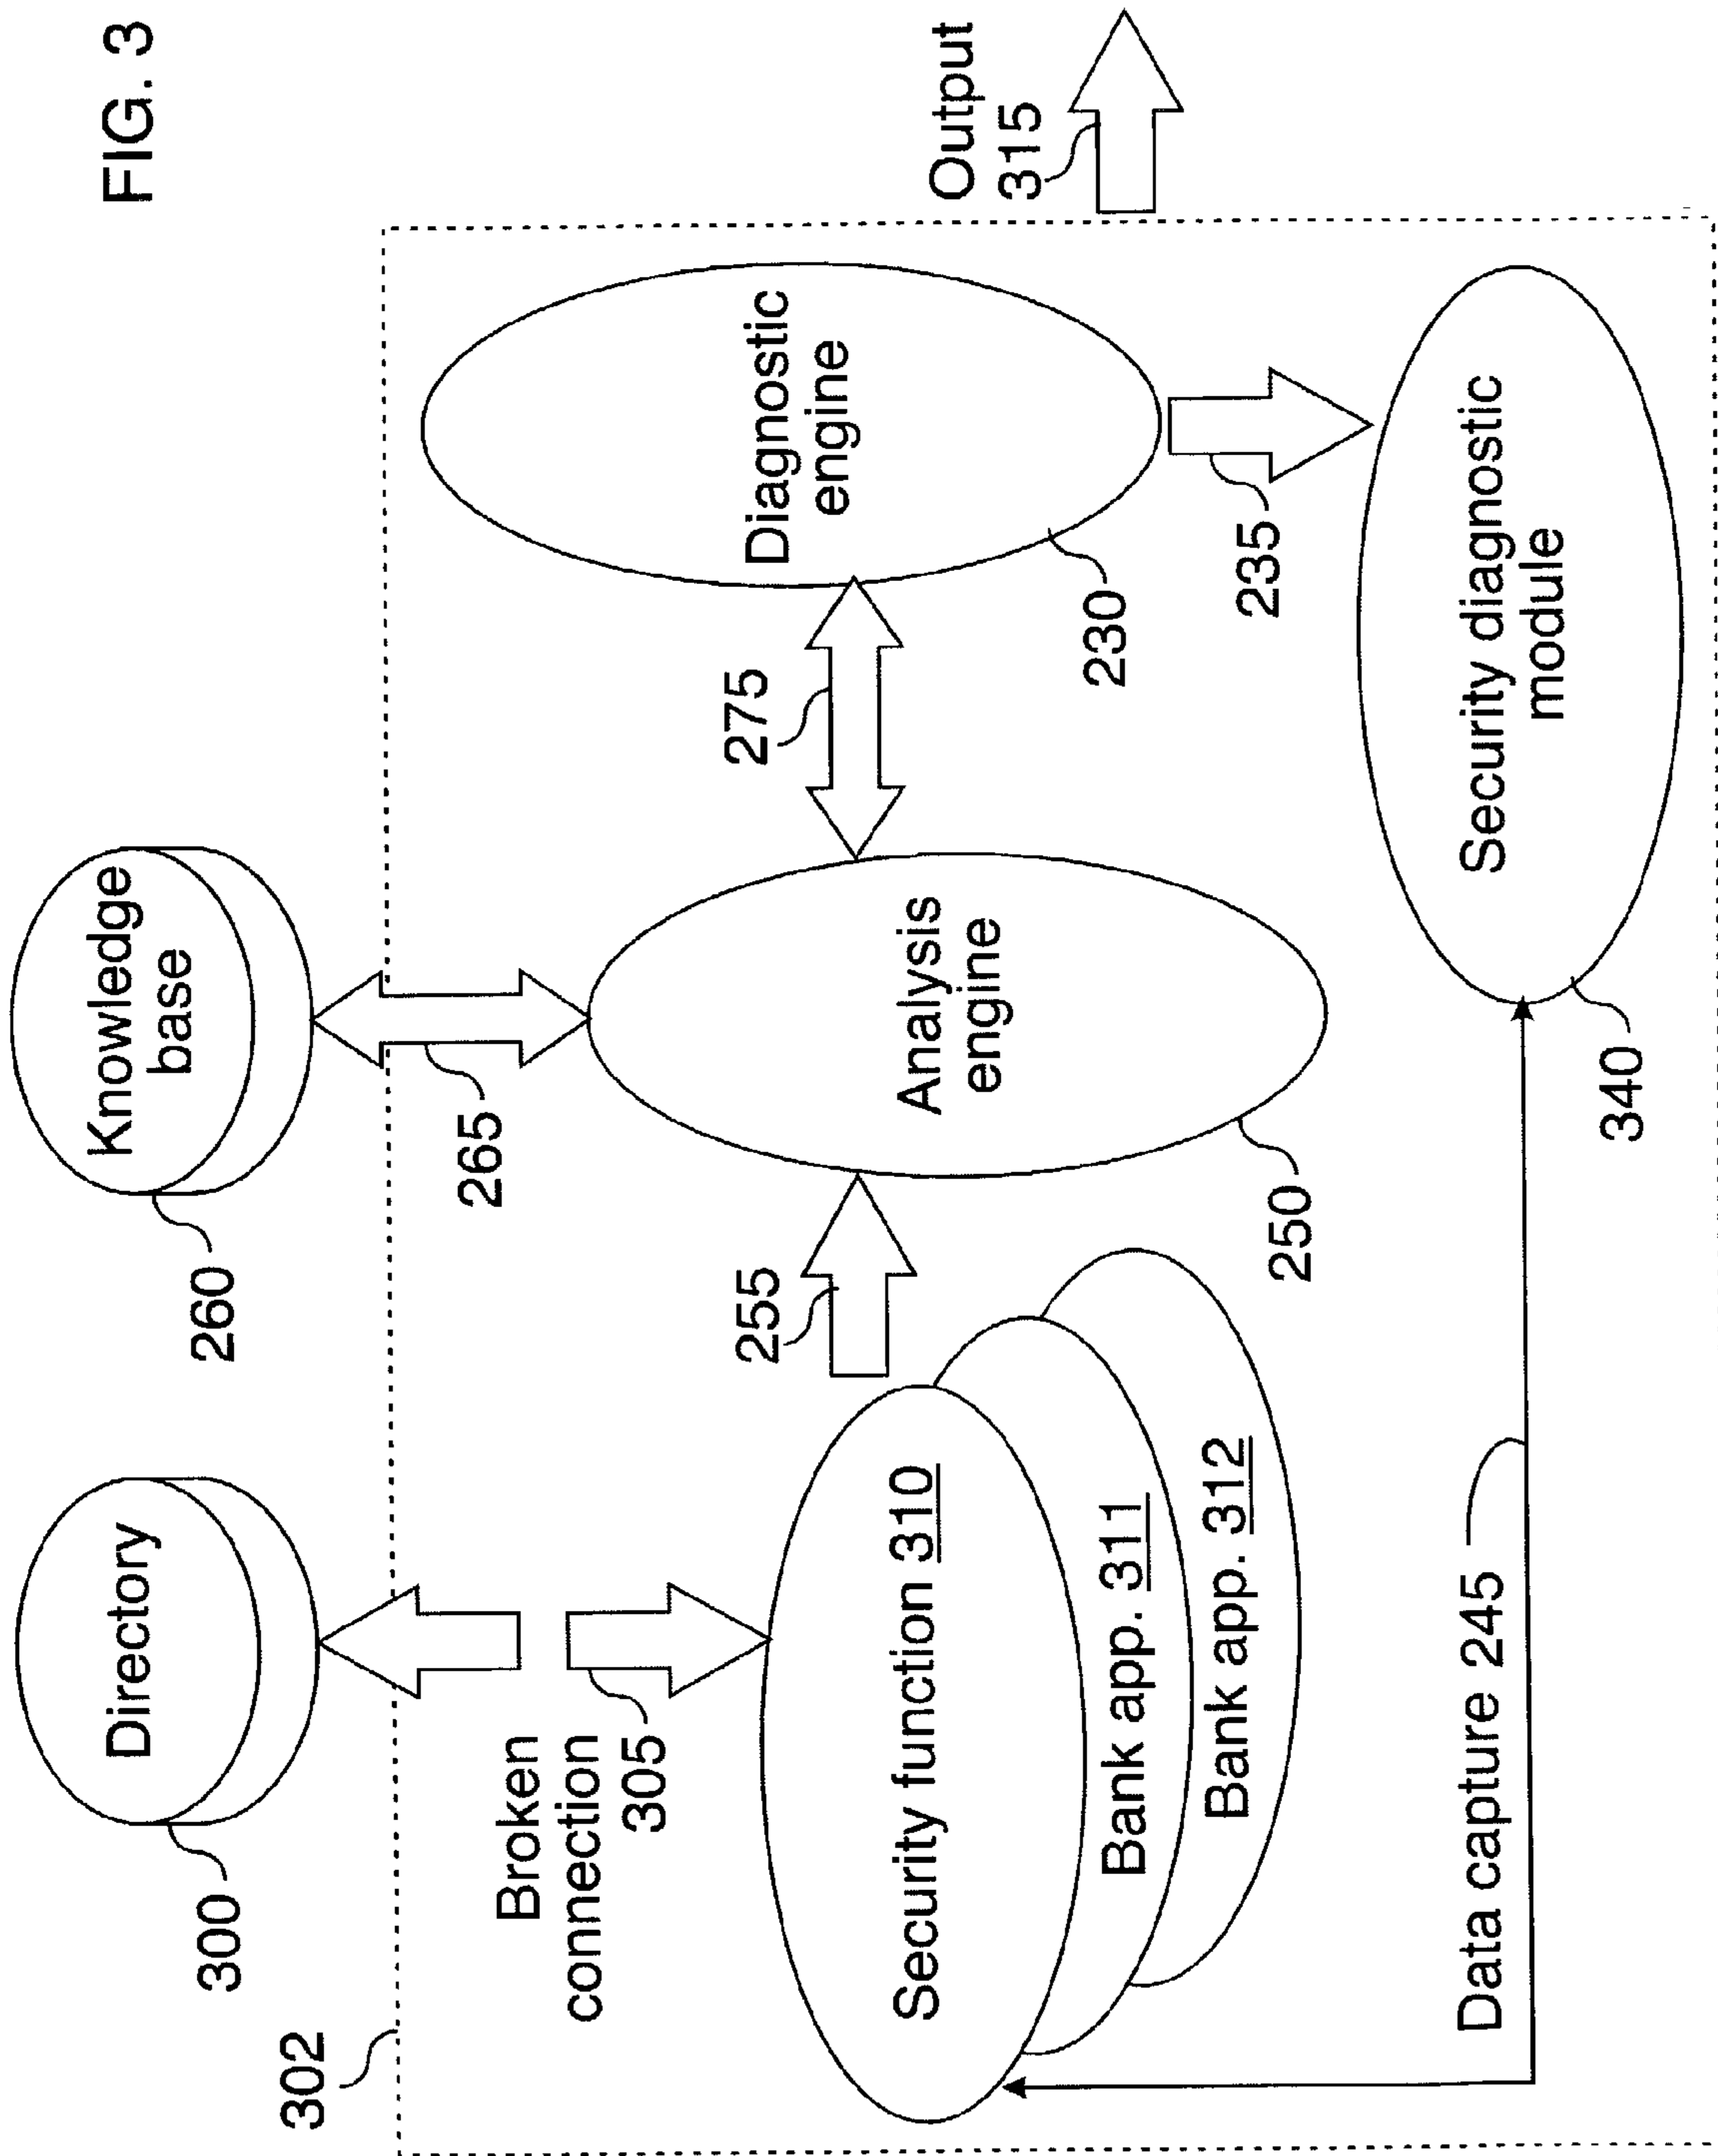 FIG. 3
Directory
300
Knowledge
base
260
302
Broken
connection
305
265
255
275
Diagnostic
engine
230
Output
315
Analysis
engine
250
Security function 310
Bank app. 311
Bank app. 312
235
Data capture 245
Security diagnostic
module
340